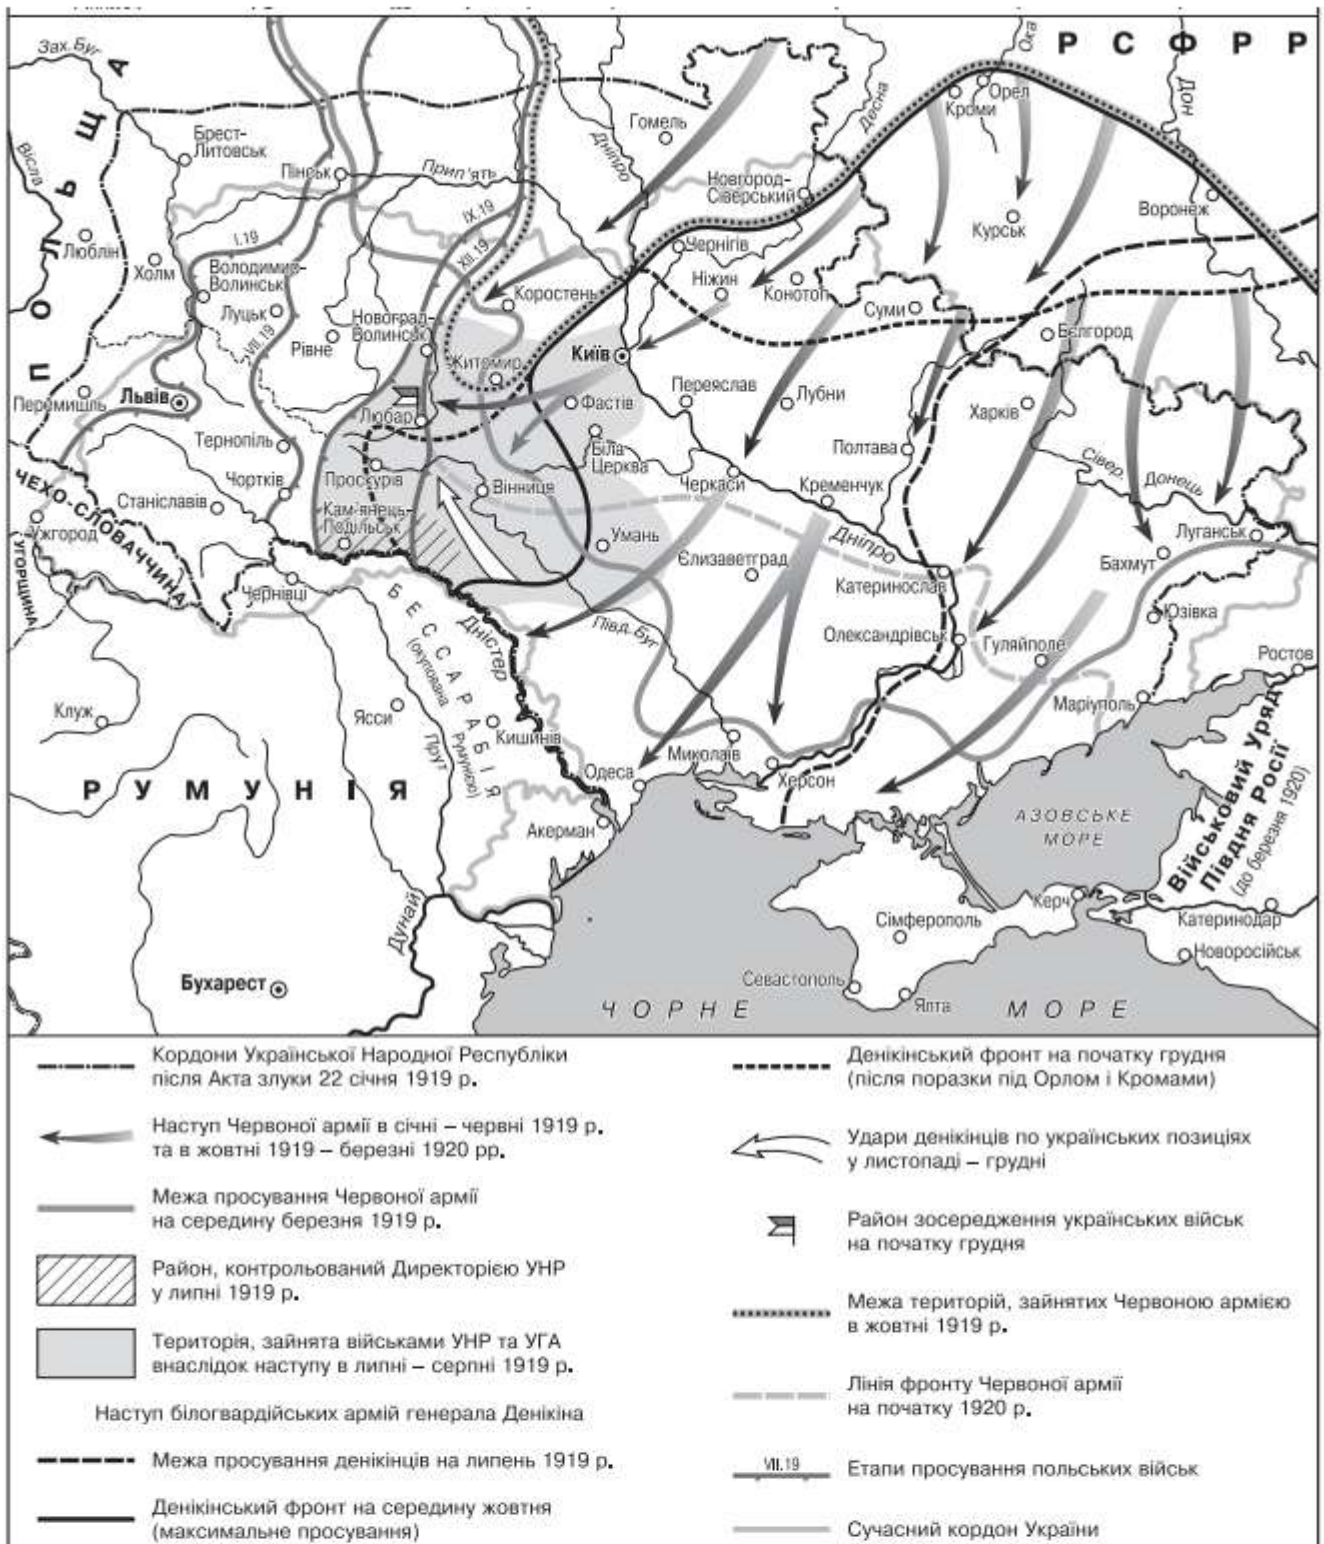 РСФРР
Зах. Буг
ПОЛЬЩА
Вісла
Ока
Дон
Десна
Орел
Кроми
Гомель
Дніпро
Брест-
Литовськ
Пінськ
Прип'ять
Новгород-
Сіверський
Воронеж
Курськ
IX.19
XII.19
I.19
VII.19
Люблін
Холм
Володимир-
Волинськ
Луцьк
Рівне
Новоград-
Волинськ
Коростень
Чернігів
Ніжин
Конотоп
Суми
Бєлгород
Житомир
Київ
Перемишль
Львів
Любар
Фастів
Переяслав
Лубни
Харків
Тернопіль
Біла
Церква
Полтава
Чортків
Проскурів
Вінниця
Черкаси
Кременчук
Сівер.
Донець
ЧЕХО-СЛОВАЧЧИНА
Станіславів
Кам'янець-
Подільськ
Умань
Дніпро
Луганськ
Ужгород
УГОРЩИНА
Єлизаветград
Бахмут
Катеринослав
Чернівці
БЕССАРАБІЯ
(окупована
Румунією)
Дністер
Півд. Буг
Юзівка
Олександрівськ
Гуляйполе
Ростов
Клуж
Ясси
Прут
Кишинів
Маріуполь
Миколаїв
Одеса
Херсон
РУМУНІЯ
Акерман
АЗОВСЬКЕ
МОРЕ
Військовий Уряд
Півдня Росії
(до березня 1920)
Дунай
Керч
Сімферополь
Катеринодар
Новоросійськ
Бухарест
Севастополь
Ялта
ЧОРНЕ МОРЕ
Кордони Української Народної Республіки
після Акта злуки 22 січня 1919 р.
Наступ Червоної армії в січні – червні 1919 р.
та в жовтні 1919 – березні 1920 рр.
Межа просування Червоної армії
на середину березня 1919 р.
Район, контрольований Директорією УНР
у липні 1919 р.
Територія, зайнята військами УНР та УГА
внаслідок наступу в липні – серпні 1919 р.
Наступ білогвардійських армій генерала Денікіна
Межа просування денікінців на липень 1919 р.
Денікінський фронт на середину жовтня
(максимальне просування)
Денікінський фронт на початку грудня
(після поразки під Орлом і Кромами)
Удари денікінців по українських позиціях
у листопаді – грудні
Район зосередження українських військ
на початку грудня
Межа територій, зайнятих Червоною армією
в жовтні 1919 р.
Лінія фронту Червоної армії
на початку 1920 р.
VII.19
Етапи просування польських військ
Сучасний кордон України